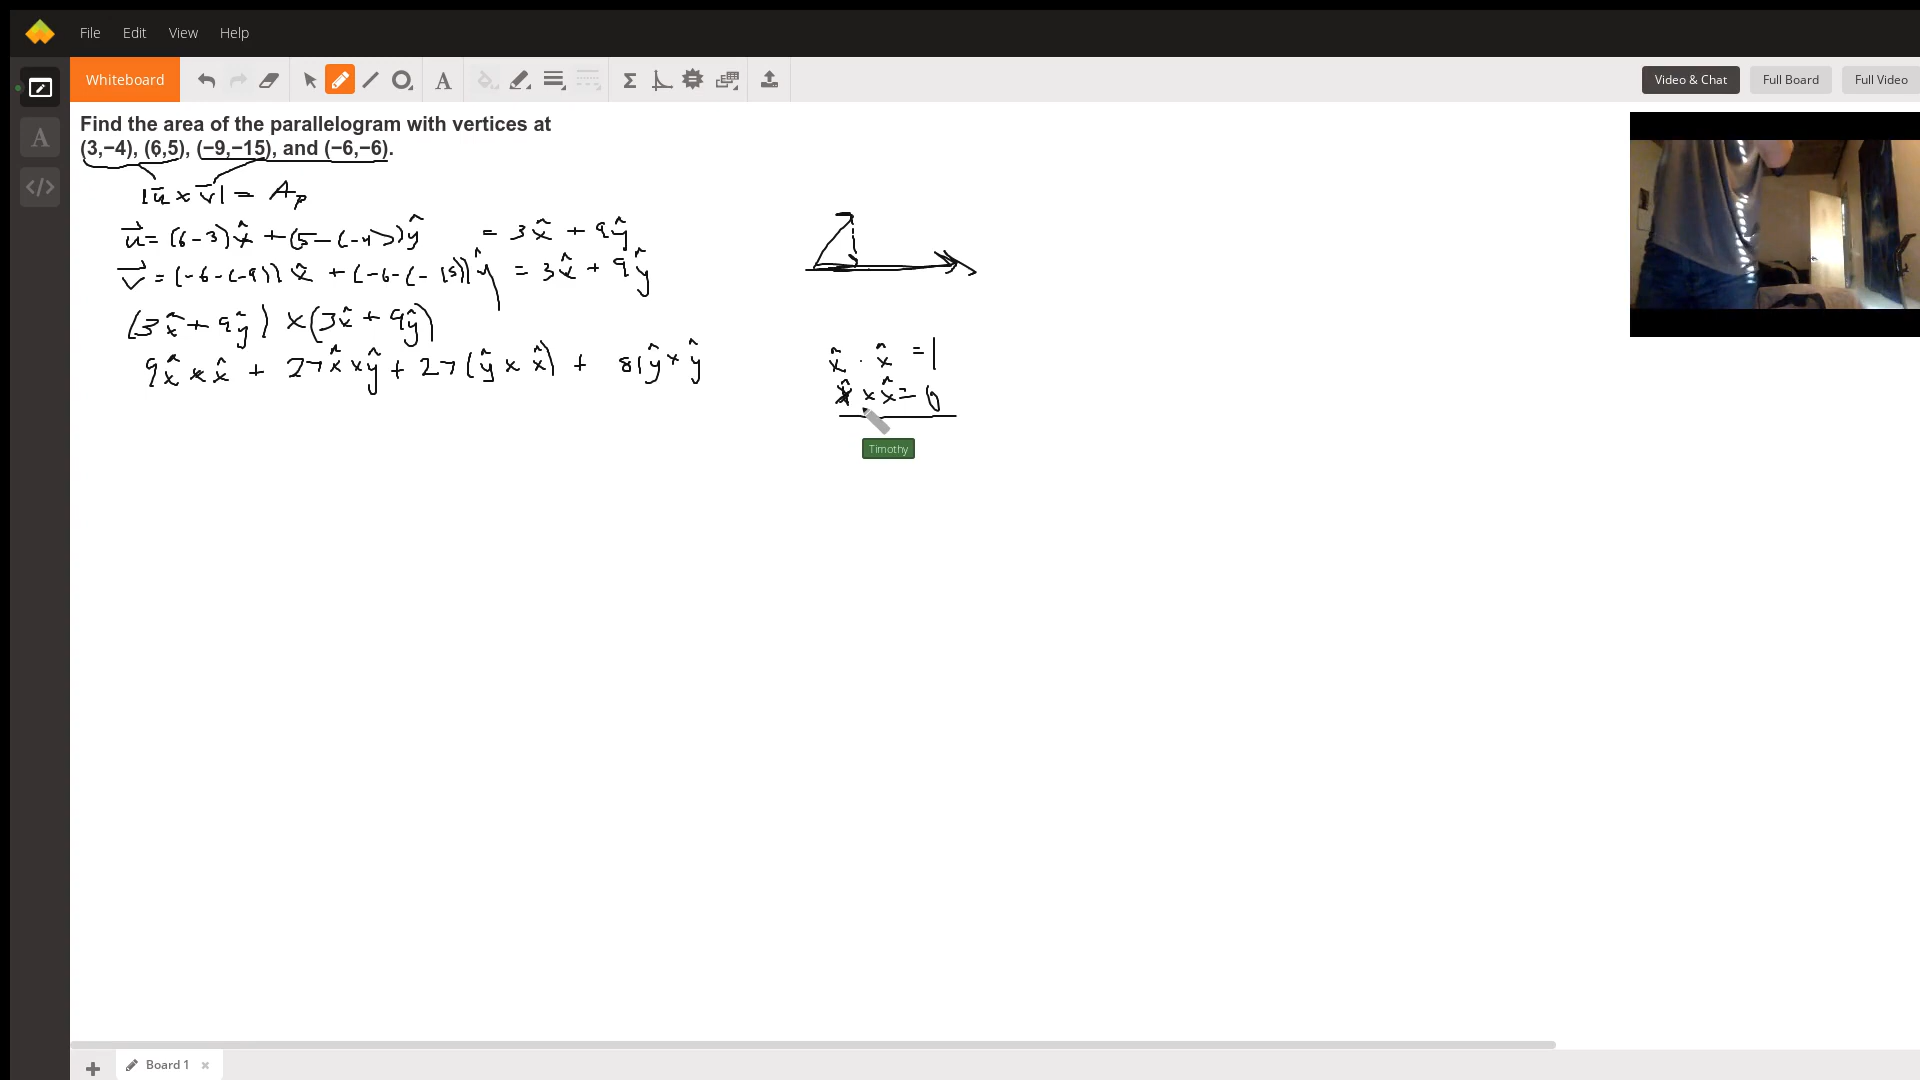 File Edit View Help
Whiteboard
A
Σ
Video & Chat Full Board Full Video
A
</>
Find the area of the parallelogram with vertices at
(3,−4), (6,5), (−9,−15), and (−6,−6).
|u̅ x v̅| = Aₚ
u⃗ = (6-3)x̂ + (5-(-4))ŷ = 3x̂ + 9ŷ
v⃗ = (-6-(-9)) x̂ + (-6-(-15))ŷ = 3x̂ + 9ŷ
(3x̂ + 9ŷ) x (3x̂ + 9ŷ)
9x̂ x x̂ + 27x̂ x ŷ + 27(ŷ x x̂) + 81ŷ x ŷ
x̂ · x̂ = 1
x̂ x x̂ = 0
Timothy
Board 1